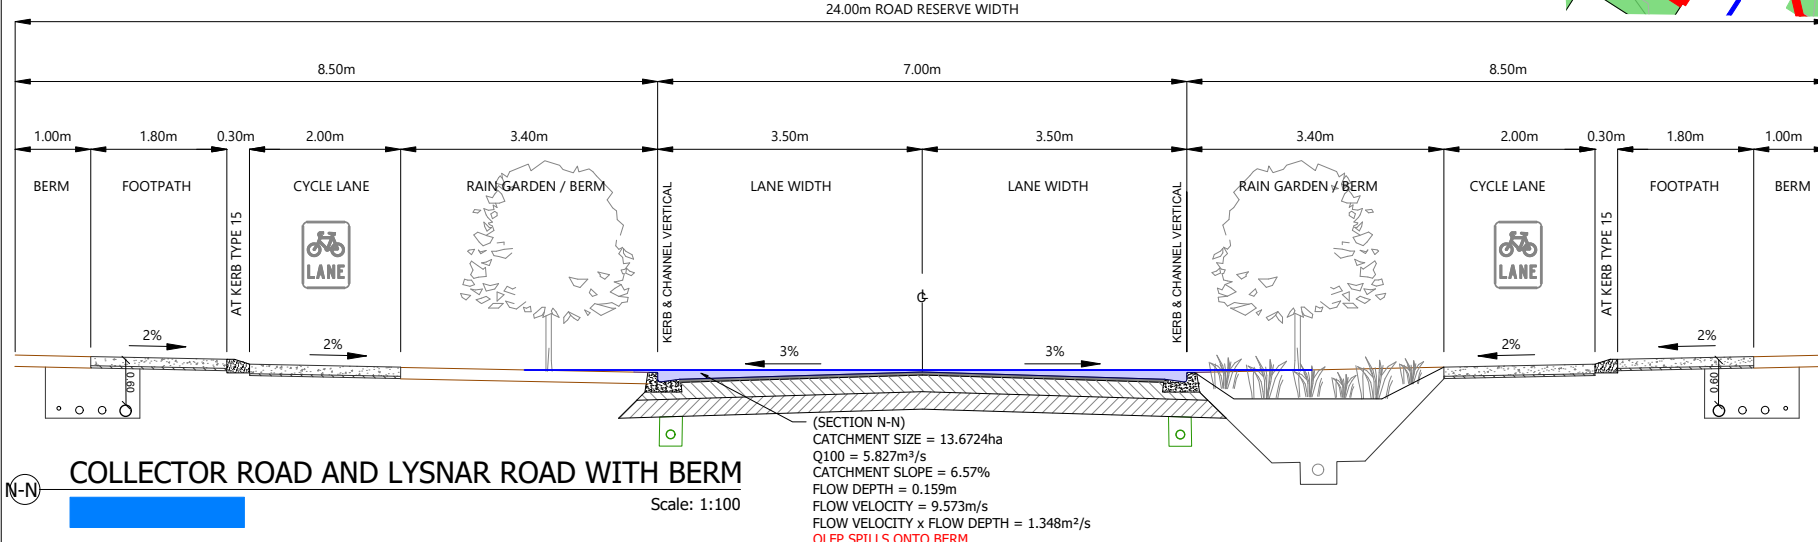 24.00m ROAD RESERVE WIDTH
8.50m 7.00m 8.50m
1.00m 1.80m 0.30m 2.00m 3.40m 3.50m 3.50m 3.40m 2.00m 0.30m 1.80m 1.00m
BERM FOOTPATH CYCLE LANE RAIN GARDEN / BERM LANE WIDTH LANE WIDTH RAIN GARDEN / BERM CYCLE LANE FOOTPATH BERM
AT KERB TYPE 15
LANE
KERB & CHANNEL VERTICAL
KERB & CHANNEL VERTICAL
LANE
AT KERB TYPE 15
2% 2% 3% 3% 2% 2%
0.60
0.60
(SECTION N-N)
CATCHMENT SIZE = 13.6724ha
Q100 = 5.827m³/s
CATCHMENT SLOPE = 6.57%
FLOW DEPTH = 0.159m
FLOW VELOCITY = 9.573m/s
FLOW VELOCITY x FLOW DEPTH = 1.348m²/s
OLFP SPILLS ONTO BERM
N-N
COLLECTOR ROAD AND LYSNAR ROAD WITH BERM
Scale: 1:100